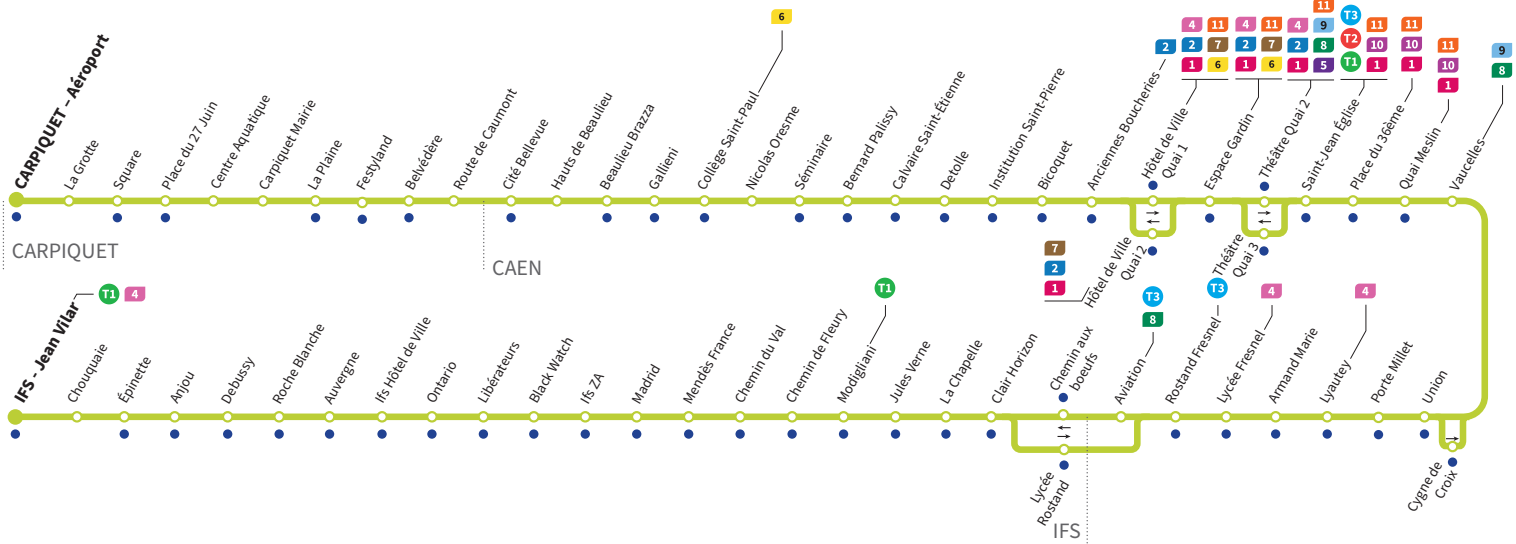 CARPIQUET – Aéroport
La Grotte
Square
Place du 27 Juin
Centre Aquatique
Carpiquet Mairie
La Plaine
Festyland
Belvédère
Route de Caumont
Cité Bellevue
Hauts de Beaulieu
Beaulieu Brazza
Gallieni
Collège Saint-Paul
6
Nicolas Oresme
Séminaire
Bernard Palissy
Calvaire Saint-Étienne
Detolle
Institution Saint-Pierre
Bicoquet
Anciennes Boucheries
2
Hôtel de Ville
Quai 1
4 11
2 7
1 6
Hôtel de Ville
Quai 2
7
2
1
Espace Gardin
4 11
2 7
1 6
Théâtre Quai 2
11
4 9
2 8
1 5
Théâtre
Quai 3
Saint-Jean Église
T3
T2 11
10
T1 1
Place du 36ème
11
10
1
Quai Meslin
11
10
1
Vaucelles
9
8
CARPIQUET
CAEN
IFS - Jean Vilar
T1 4
Chouquaie
Épinette
Anjou
Debussy
Roche Blanche
Auvergne
Ifs Hôtel de Ville
Ontario
Libérateurs
Black Watch
Ifs ZA
Madrid
Mendès France
Chemin du Val
Chemin de Fleury
Modigliani
T1
Jules Verne
La Chapelle
Clair Horizon
Chemin aux
boeufs
Lycée
Rostand
Aviation
T3
8
Rostand Fresnel
T3
Lycée Fresnel
4
Armand Marie
Lyautey
4
Porte Millet
Union
Cygne de
Croix
IFS